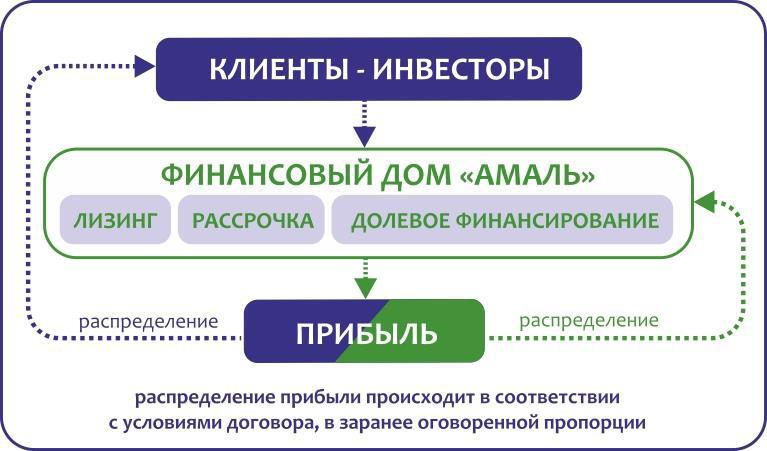 КЛИЕНТЫ - ИНВЕСТОРЫ
ФИНАНСОВЫЙ ДОМ «АМАЛЬ»
ЛИЗИНГ
РАССРОЧКА
ДОЛЕВОЕ ФИНАНСИРОВАНИЕ
распределение
ПРИБЫЛЬ
распределение
распределение прибыли происходит в соответствии
с условиями договора, в заранее оговоренной пропорции